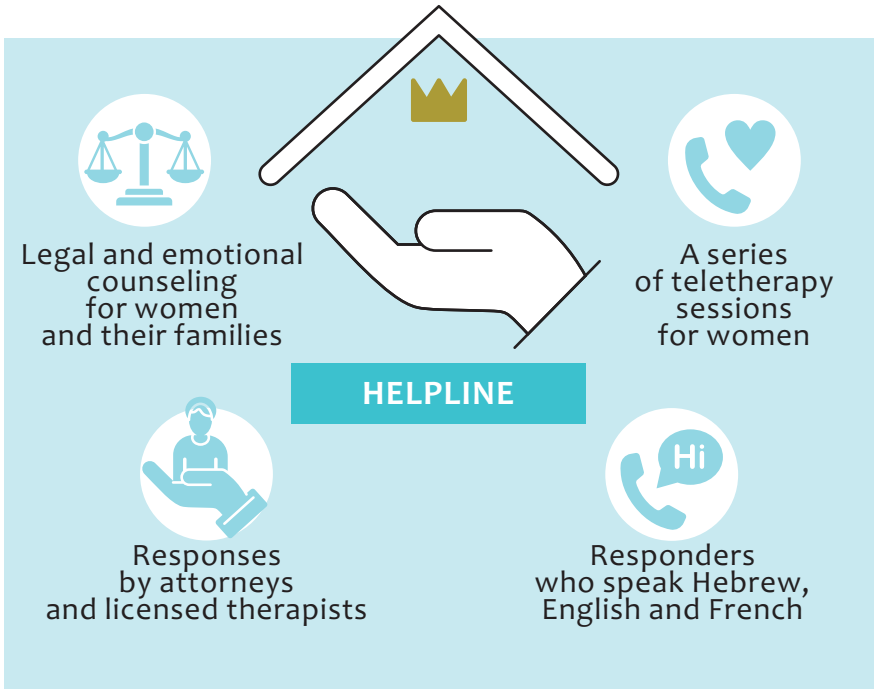 Legal and emotional
counseling
for women
and their families
A series
of teletherapy
sessions
for women
HELPLINE
Hi
Responses
by attorneys
and licensed therapists
Responders
who speak Hebrew,
English and French